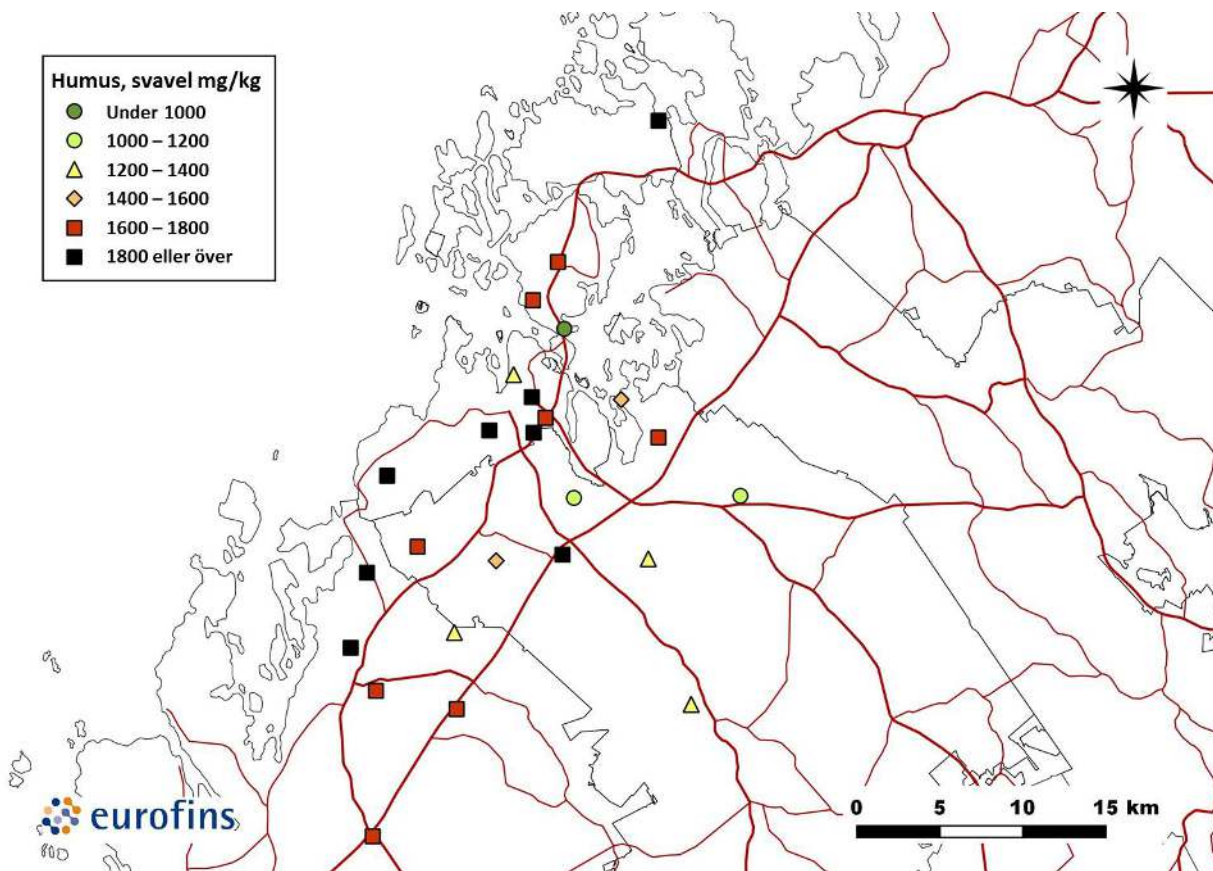 Humus, svavel mg/kg
Under 1000
1000 – 1200
1200 – 1400
1400 – 1600
1600 – 1800
1800 eller över
eurofins
0 5 10 15 km